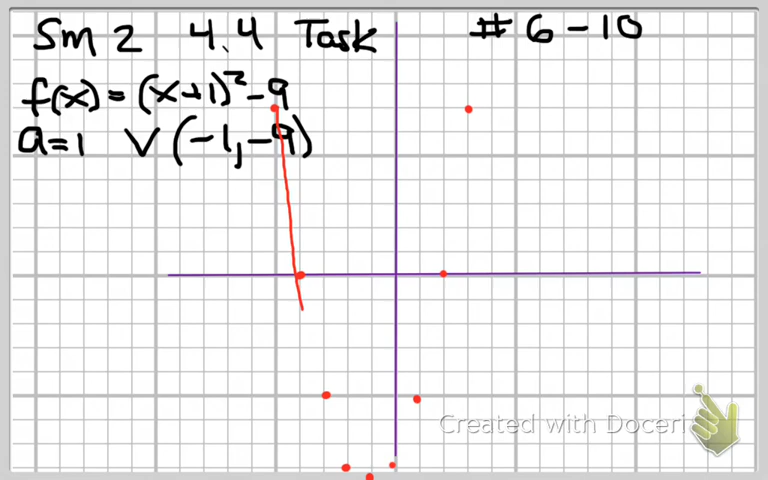 Sm 2 4.4 Task # 6 - 10
f(x) = (x+1)² - 9
a=1 V (-1, -9)
Created with Doceri